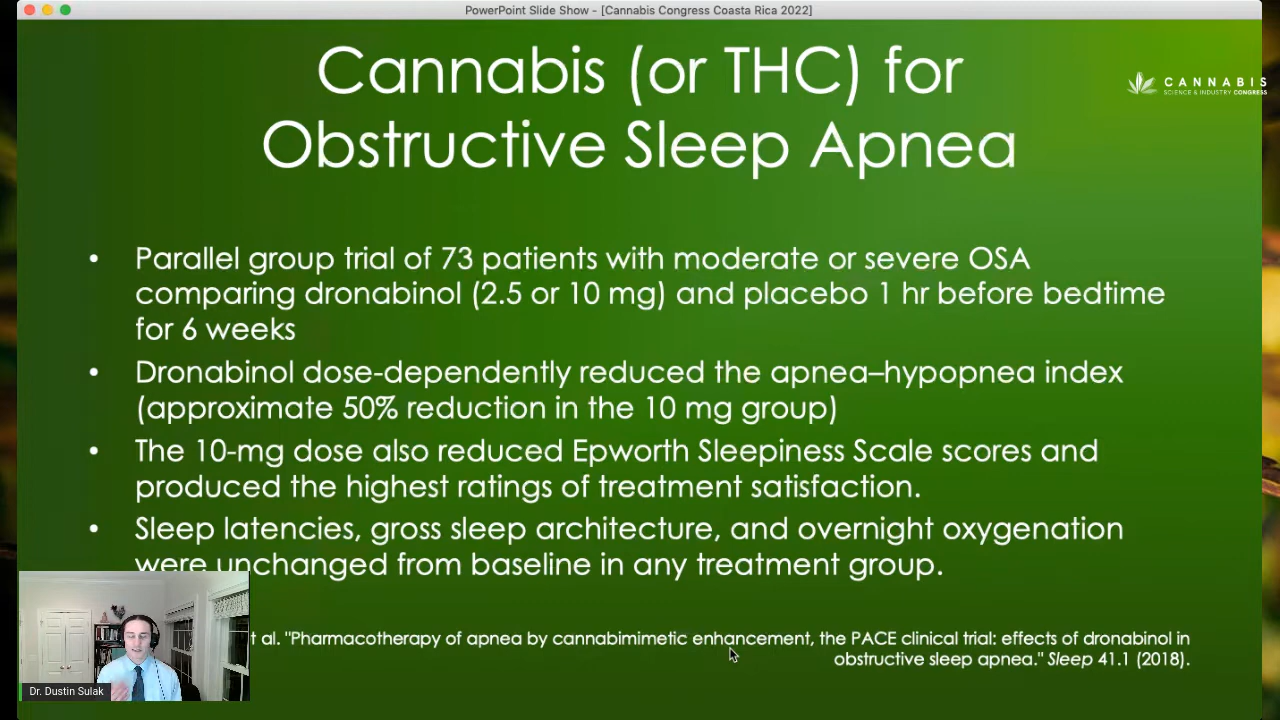 PowerPoint Slide Show - [Cannabis Congress Coasta Rica 2022]
Cannabis (or THC) for
Obstructive Sleep Apnea
CANNABIS
SCIENCE & INDUSTRY CONGRESS
• Parallel group trial of 73 patients with moderate or severe OSA
comparing dronabinol (2.5 or 10 mg) and placebo 1 hr before bedtime
for 6 weeks
• Dronabinol dose-dependently reduced the apnea–hypopnea index
(approximate 50% reduction in the 10 mg group)
• The 10-mg dose also reduced Epworth Sleepiness Scale scores and
produced the highest ratings of treatment satisfaction.
• Sleep latencies, gross sleep architecture, and overnight oxygenation
were unchanged from baseline in any treatment group.
al. "Pharmacotherapy of apnea by cannabimimetic enhancement, the PACE clinical trial: effects of dronabinol in
obstructive sleep apnea." Sleep 41.1 (2018).
Dr. Dustin Sulak